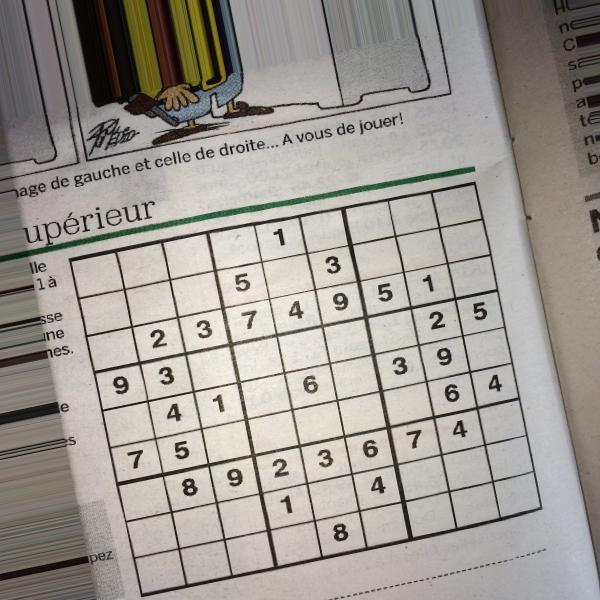 nage de gauche et celle de droite... A vous de jouer!
upérieur
lle
1 à
sse
une
nes.
e
es
pez
1
5 3
2 3 7 4 9 5 1
9 3 2 5
4 1 6 3 9
7 5 6 4
8 9 2 3 6 7 4
1 4
8